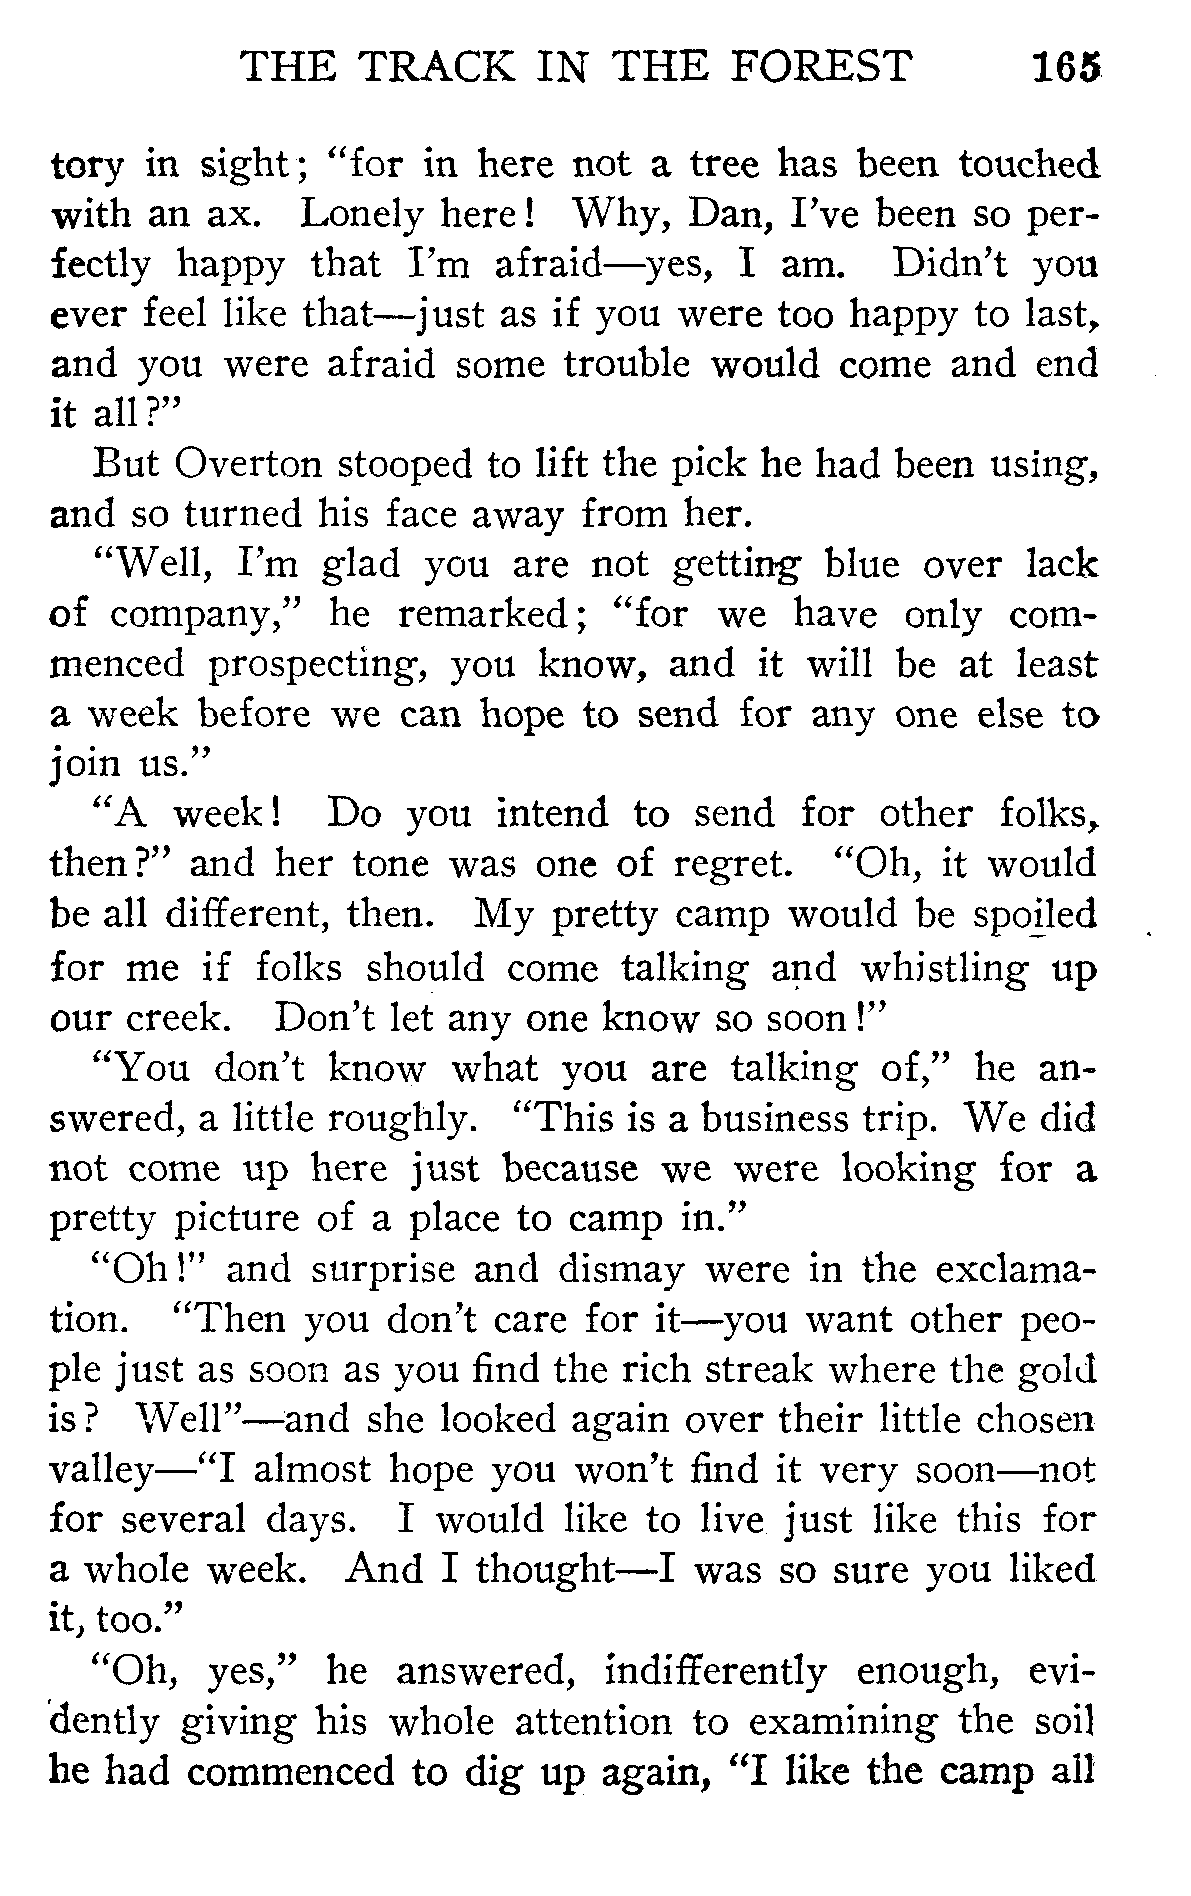 THE TRACK IN THE FOREST 165
tory in sight; “for in here not a tree has been touched
with an ax. Lonely here! Why, Dan, I’ve been so per-
fectly happy that I’m afraid—yes, I am. Didn’t you
ever feel like that—just as if you were too happy to last,
and you were afraid some trouble would come and end
it all?”
But Overton stooped to lift the pick he had been using,
and so turned his face away from her.
“Well, I’m glad you are not getting blue over lack
of company,” he remarked; “for we have only com-
menced prospecting, you know, and it will be at least
a week before we can hope to send for any one else to
join us.”
“A week! Do you intend to send for other folks,
then?” and her tone was one of regret. “Oh, it would
be all different, then. My pretty camp would be spoiled
for me if folks should come talking and whistling up
our creek. Don’t let any one know so soon!”
“You don’t know what you are talking of,” he an-
swered, a little roughly. “This is a business trip. We did
not come up here just because we were looking for a
pretty picture of a place to camp in.”
“Oh!” and surprise and dismay were in the exclama-
tion. “Then you don’t care for it—you want other peo-
ple just as soon as you find the rich streak where the gold
is? Well”—and she looked again over their little chosen
valley—“I almost hope you won’t find it very soon—not
for several days. I would like to live just like this for
a whole week. And I thought—I was so sure you liked
it, too.”
“Oh, yes,” he answered, indifferently enough, evi-
dently giving his whole attention to examining the soil
he had commenced to dig up again, “I like the camp all